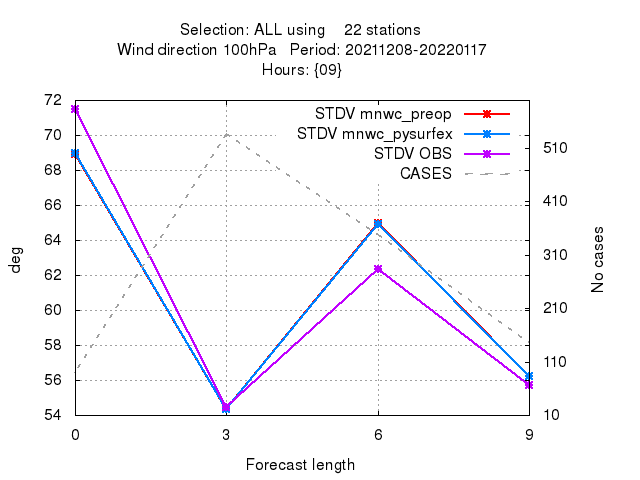 Selection: ALL using 22 stations
Wind direction 100hPa Period: 20211208-20220117
Hours: {09}
72
70
68
66
64
62
60
58
56
54
deg
STDV mnwc_preop
STDV mnwc_pysurfex
STDV OBS
CASES
510
410
310
210
110
10
No cases
0 3 6 9
Forecast length